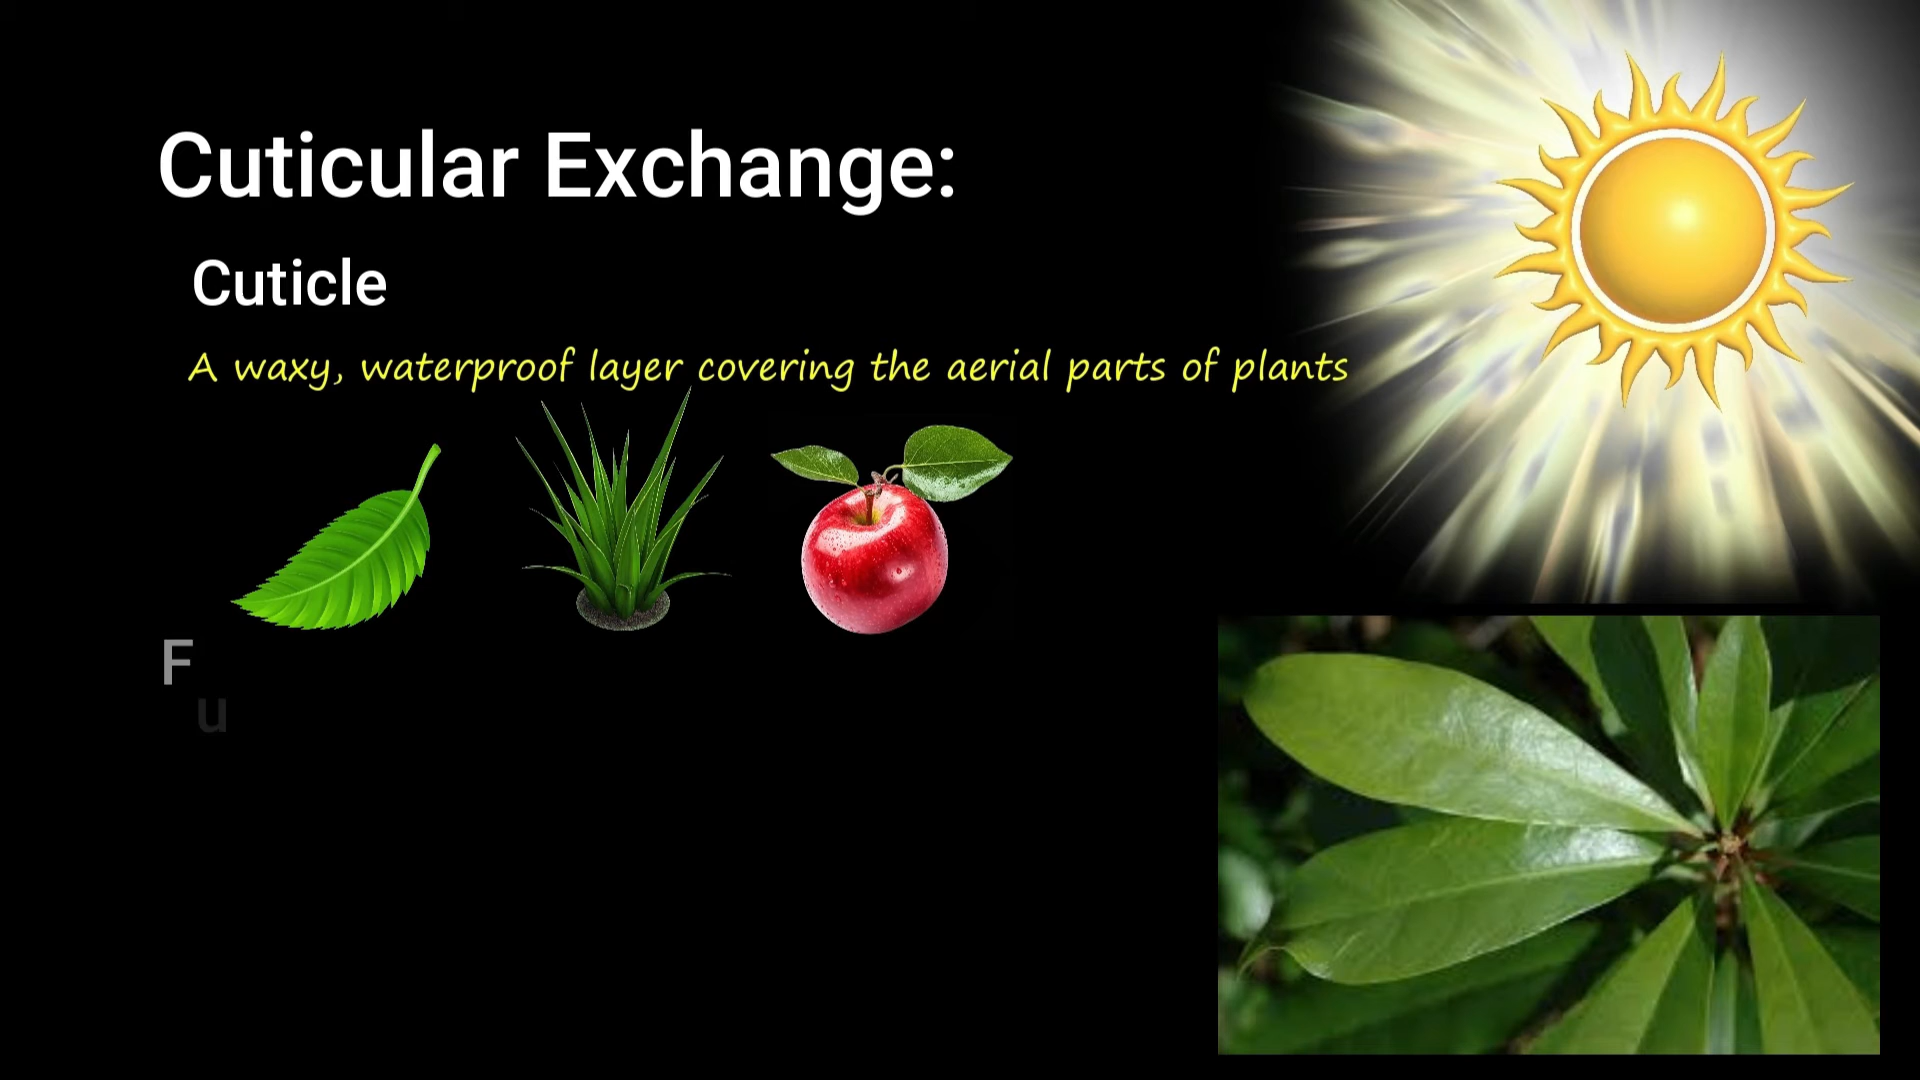 Cuticular Exchange:
Cuticle
A waxy, waterproof layer covering the aerial parts of plants
F
u